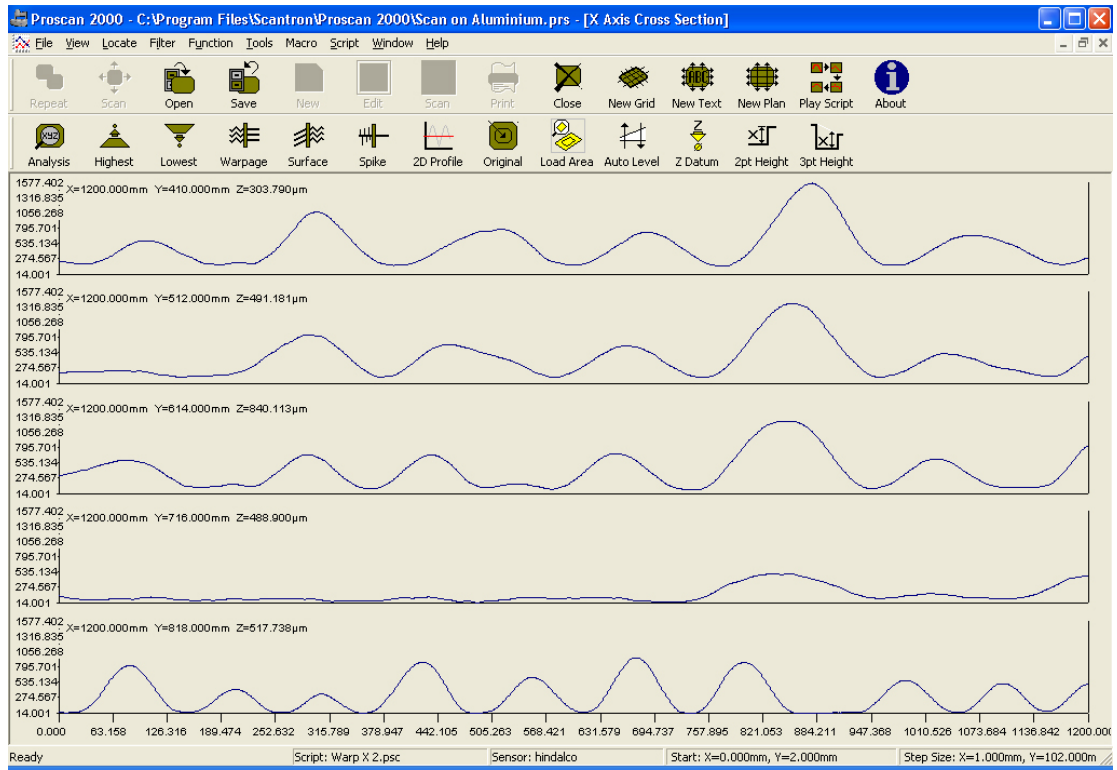 Proscan 2000 - C:\Program Files\Scantron\Proscan 2000\Scan on Aluminium.prs - [X Axis Cross Section]
File View Locate Filter Function Tools Macro Script Window Help
Repeat Scan Open Save New Edit Scan Print Close New Grid New Text New Plan Play Script About
XYZ
Analysis Highest Lowest Warpage Surface Spike 2D Profile Original Load Area Auto Level Z Datum 2pt Height 3pt Height
1577.402
X=1200.000mm Y=410.000mm Z=303.790µm
1316.835
1056.268
795.701
535.134
274.567
14.001
1577.402
X=1200.000mm Y=512.000mm Z=491.181µm
1316.835
1056.268
795.701
535.134
274.567
14.001
1577.402
X=1200.000mm Y=614.000mm Z=840.113µm
1316.835
1056.268
795.701
535.134
274.567
14.001
1577.402
X=1200.000mm Y=716.000mm Z=488.900µm
1316.835
1056.268
795.701
535.134
274.567
14.001
1577.402
X=1200.000mm Y=818.000mm Z=517.738µm
1316.835
1056.268
795.701
535.134
274.567
14.001
0.000 63.158 126.316 189.474 252.632 315.789 378.947 442.105 505.263 568.421 631.579 694.737 757.895 821.053 884.211 947.368 1010.526 1073.684 1136.842 1200.00
Ready Script: Warp X 2.psc Sensor: hindalco Start: X=0.000mm, Y=2.000mm Step Size: X=1.000mm, Y=102.000m